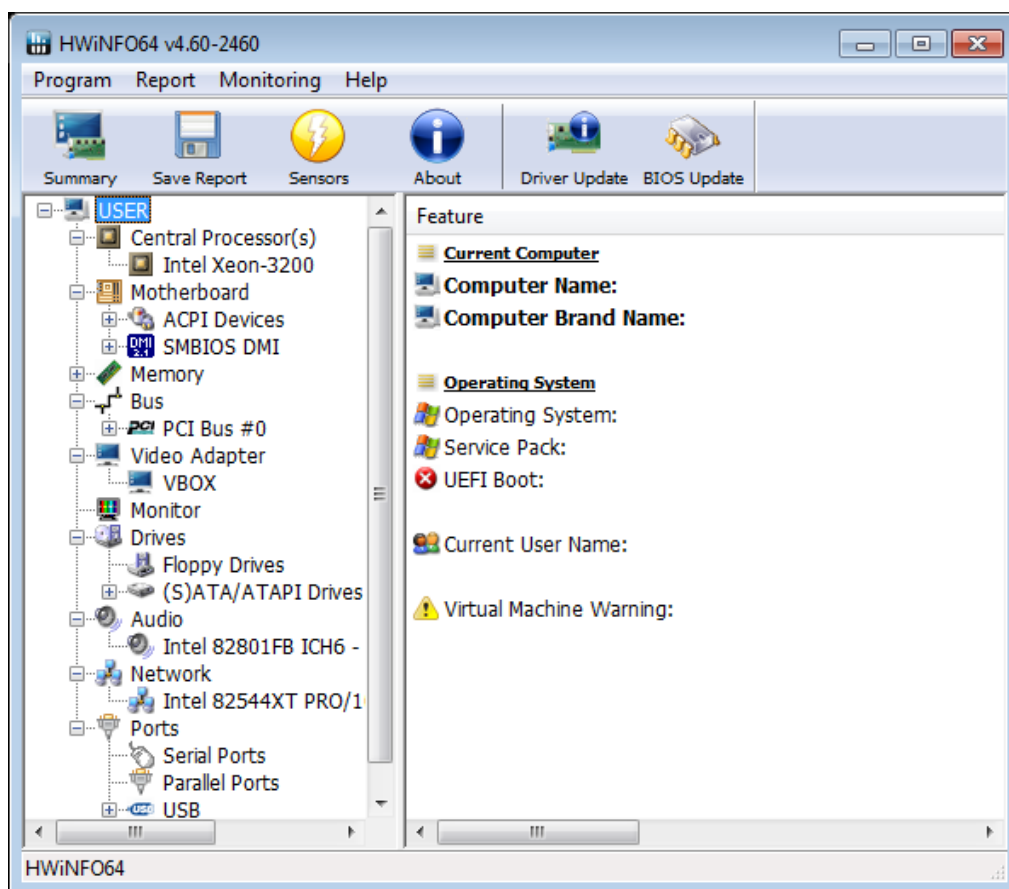 HWiNFO64 v4.60-2460
Program Report Monitoring Help
Summary Save Report Sensors About Driver Update BIOS Update
USER
Central Processor(s)
Intel Xeon-3200
Motherboard
ACPI Devices
DMI 2.1 SMBIOS DMI
Memory
Bus
PCI PCI Bus #0
Video Adapter
VBOX
Monitor
Drives
Floppy Drives
(S)ATA/ATAPI Drives
Audio
Intel 82801FB ICH6 -
Network
Intel 82544XT PRO/1
Ports
Serial Ports
Parallel Ports
USB
Feature
Current Computer
Computer Name:
Computer Brand Name:
Operating System
Operating System:
Service Pack:
UEFI Boot:
Current User Name:
Virtual Machine Warning:
HWiNFO64